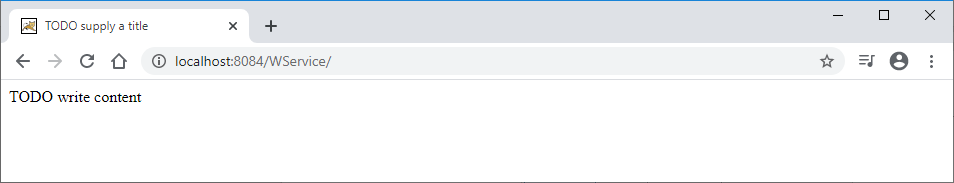 TODO supply a title
localhost:8084/WService/
TODO write content